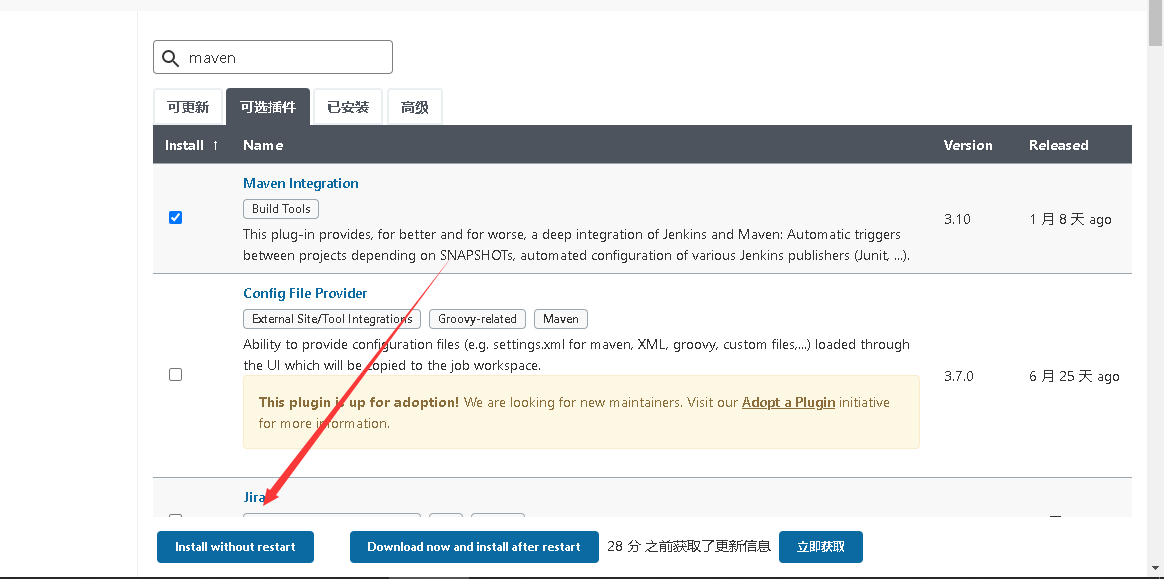 maven
可更新 可选插件 已安装 高级
Install ↑ Name Version Released
Maven Integration
Build Tools
This plug-in provides, for better and for worse, a deep integration of Jenkins and Maven: Automatic triggers
between projects depending on SNAPSHOTs, automated configuration of various Jenkins publishers (Junit, ...).
3.10 1 月 8 天 ago
Config File Provider
External Site/Tool Integrations Groovy-related Maven
Ability to provide configuration files (e.g. settings.xml for maven, XML, groovy, custom files,...) loaded through
the UI which will be copied to the job workspace.
3.7.0 6 月 25 天 ago
This plugin is up for adoption! We are looking for new maintainers. Visit our Adopt a Plugin initiative
for more information.
Jira
Install without restart Download now and install after restart 28 分 之前获取了更新信息 立即获取